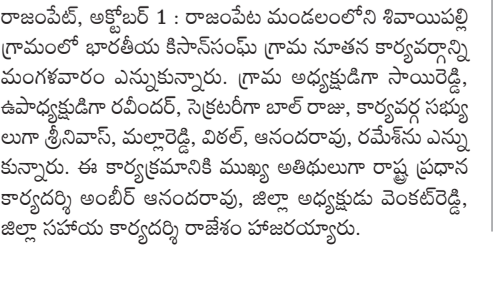 రాజంపేట్, అక్టోబర్ 1 : రాజంపేట మండలంలోని శివాయిపల్లి
గ్రామంలో భారతీయ కిసాన్‌సంఘ్ గ్రామ నూతన కార్యవర్గాన్ని
మంగళవారం ఎన్నుకున్నారు. గ్రామ అధ్యక్షుడిగా సాయిరెడ్డి,
ఉపాధ్యక్షుడిగా రవీందర్, సెక్రటరీగా బాల్ రాజు, కార్యవర్గ సభ్యు
లుగా శ్రీనివాస్, మల్లారెడ్డి, విఠల్, ఆనందరావు, రమేశ్‌ను ఎన్ను
కున్నారు. ఈ కార్యక్రమానికి ముఖ్య అతిథులుగా రాష్ట్ర ప్రధాన
కార్యదర్శి అంబీర్ ఆనందరావు, జిల్లా అధ్యక్షుడు వెంకట్‌రెడ్డి,
జిల్లా సహాయ కార్యదర్శి రాజేశం హాజరయ్యారు.